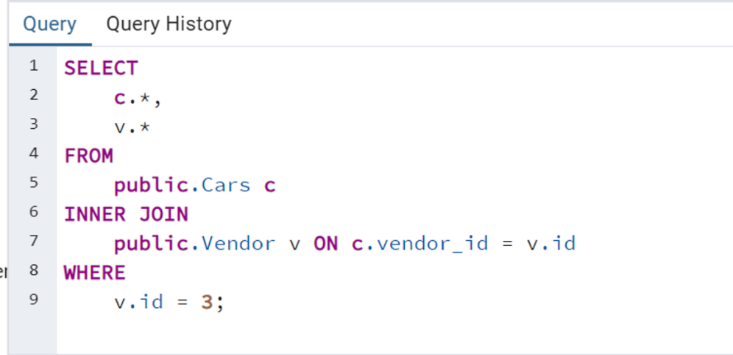 Query Query History
1 SELECT
2 c.*,
3 v.*
4 FROM
5 public.Cars c
6 INNER JOIN
7 public.Vendor v ON c.vendor_id = v.id
8 WHERE
9 v.id = 3;